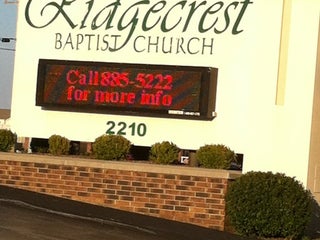 Ridgecrest
BAPTIST CHURCH
Call 885-5222
for more info
2210